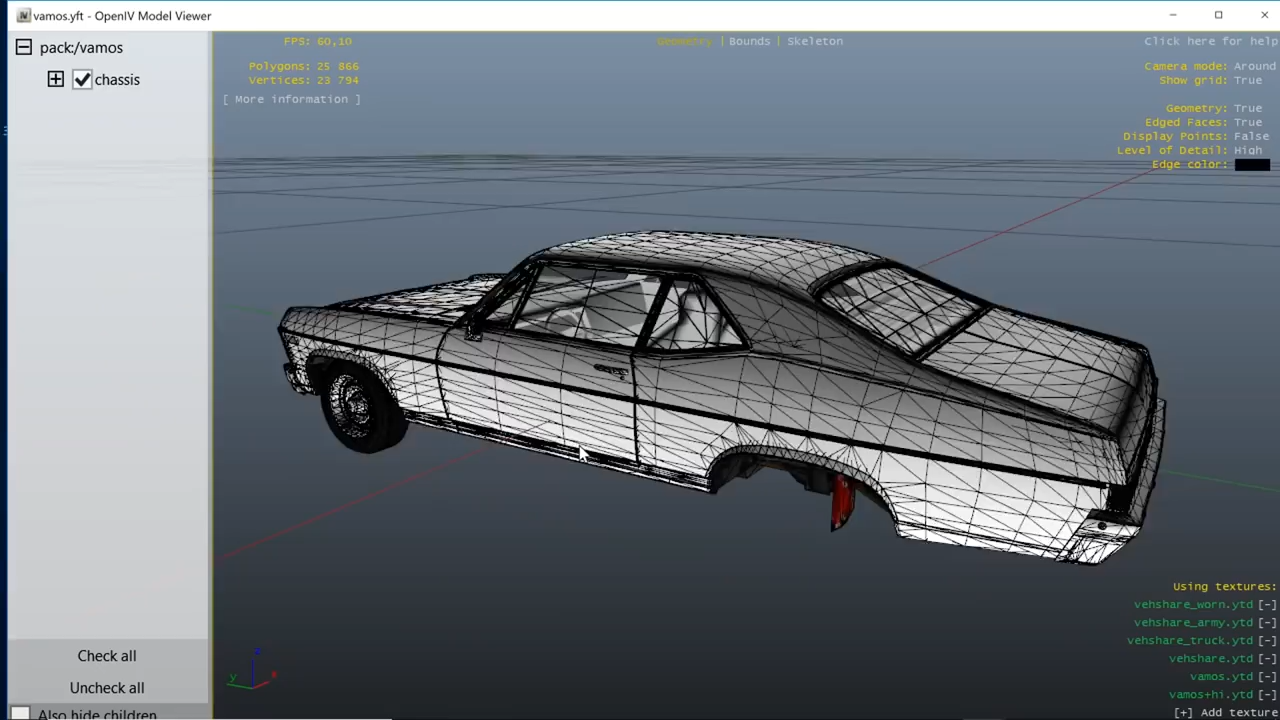 vamos.yft - OpenIV Model Viewer
pack:/vamos
chassis
FPS: 60,10
Polygons: 25 866
Vertices: 23 794
[ More information ]
Geometry | Bounds | Skeleton
Click here for help
Camera mode: Around
Show grid: True
Geometry: True
Edged Faces: True
Display Points: False
Level of Detail: High
Edge color:
Using textures:
vehshare_worn.ytd [-]
vehshare_army.ytd [-]
vehshare_truck.ytd [-]
vehshare.ytd [-]
vamos.ytd [-]
vamos+hi.ytd [-]
[+] Add texture
z
y
x
Check all
Uncheck all
Also hide children